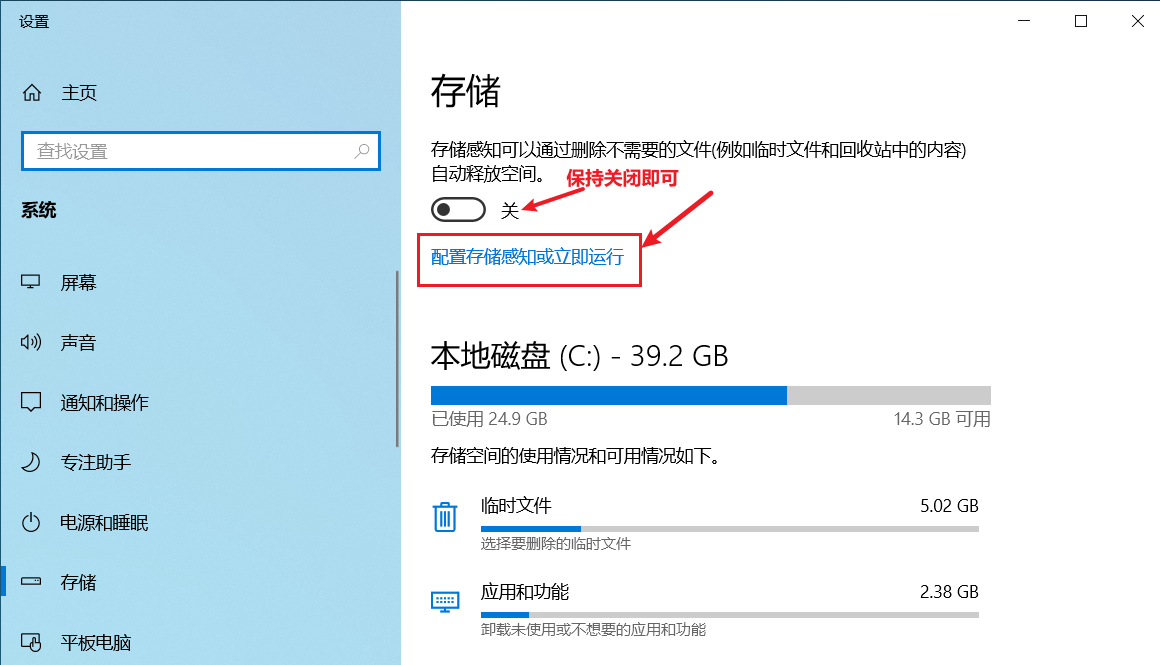 设置
主页
查找设置
系统
屏幕
声音
通知和操作
专注助手
电源和睡眠
存储
平板电脑
存储
存储感知可以通过删除不需要的文件(例如临时文件和回收站中的内容)
自动释放空间。
保持关闭即可
关
配置存储感知或立即运行
本地磁盘 (C:) - 39.2 GB
已使用 24.9 GB
14.3 GB 可用
存储空间的使用情况和可用情况如下。
临时文件
5.02 GB
选择要删除的临时文件
应用和功能
2.38 GB
卸载未使用或不想要的应用和功能